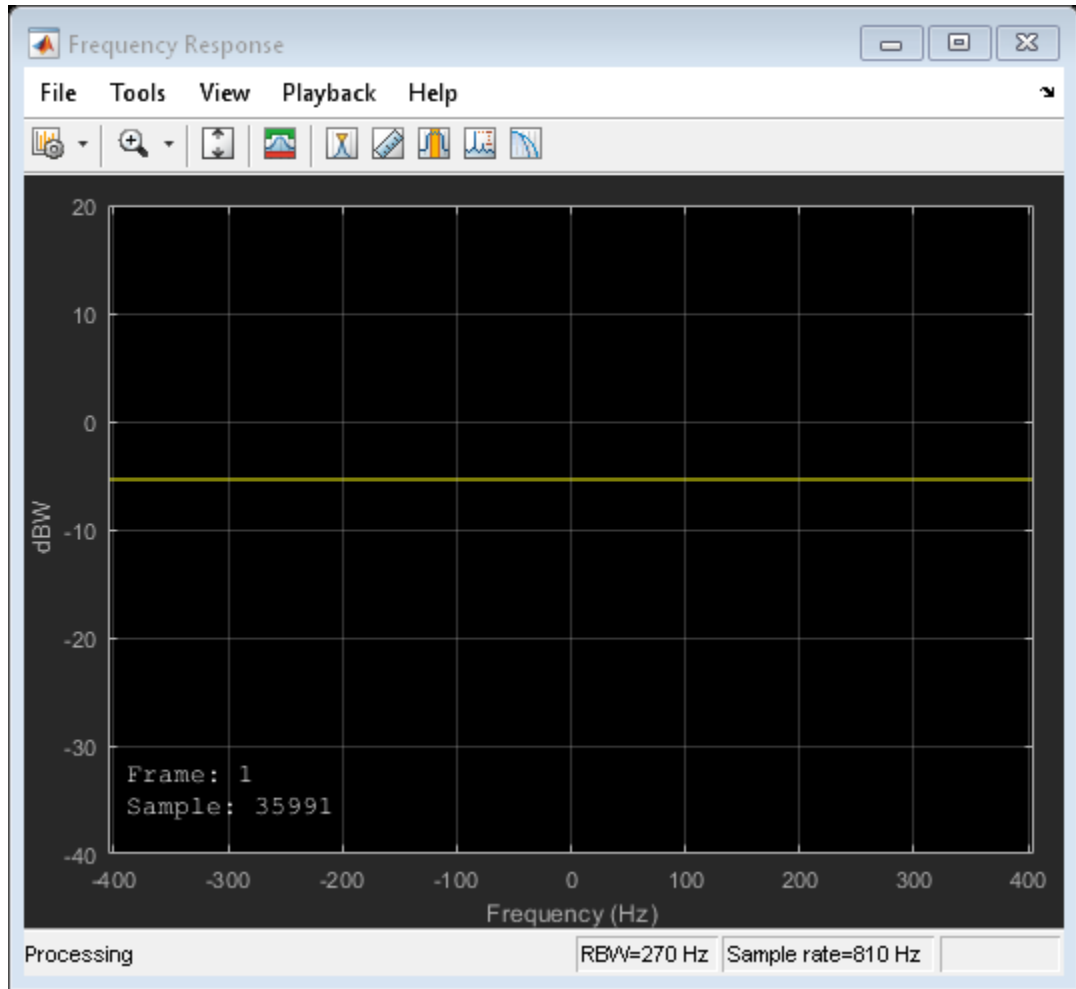 Frequency Response
File Tools View Playback Help
20
10
0
-10
-20
-30
-40
dBW
Frame: 1
Sample: 35991
-400 -300 -200 -100 0 100 200 300 400
Frequency (Hz)
Processing RBW=270 Hz Sample rate=810 Hz